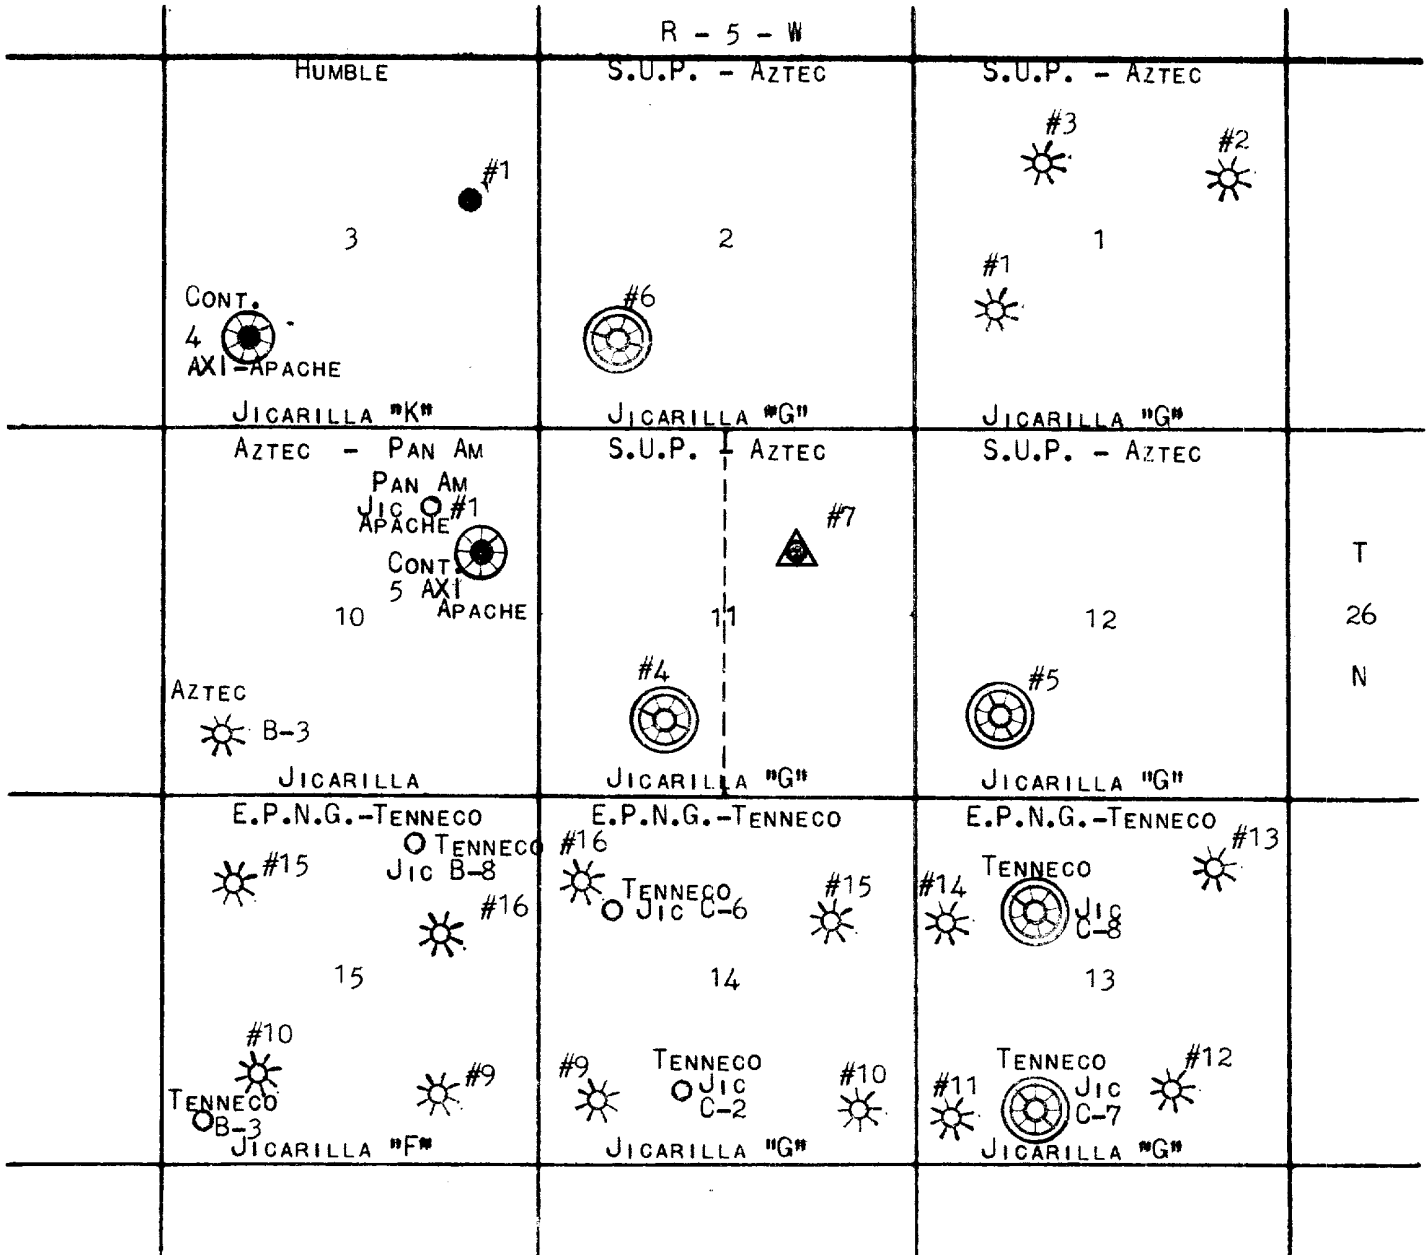 R - 5 - W
HUMBLE
#1
3
CONT.
4
AXI-APACHE
JICARILLA "K"
S.U.P. - AZTEC
2
#6
JICARILLA "G"
S.U.P. - AZTEC
#3
#2
1
#1
JICARILLA "G"
AZTEC - PAN AM
PAN AM
JIC #1
APACHE
CONT.
5 AXI
APACHE
10
AZTEC
B-3
JICARILLA
S.U.P. - AZTEC
#7
11
#4
JICARILLA "G"
S.U.P. - AZTEC
12
#5
JICARILLA "G"
T
26
N
E.P.N.G.-TENNECO
TENNECO
JIC B-8
#15
#16
15
#10
#9
TENNECO
B-3
JICARILLA "F"
E.P.N.G.-TENNECO
#16
TENNECO
JIC C-6
#15
14
#9
TENNECO
JIC
C-2
#10
JICARILLA "G"
E.P.N.G.-TENNECO
#13
TENNECO
#14
JIC
C-8
13
TENNECO
#12
#11
JIC
C-7
JICARILLA "G"